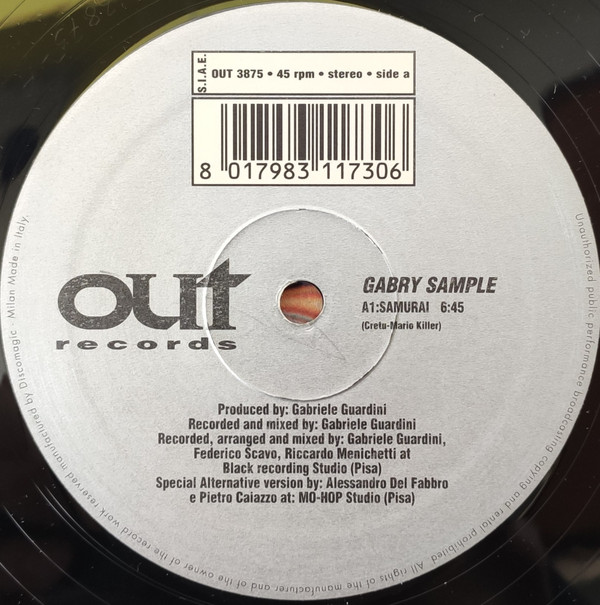 S.I.A.E.
OUT 3875 • 45 rpm • stereo • side a
8 017983 117306
out
records
GABRY SAMPLE
A1:SAMURAI 6:45
(Cretu-Mario Killer)
Produced by: Gabriele Guardini
Recorded and mixed by: Gabriele Guardini
Recorded, arranged and mixed by: Gabriele Guardini,
Federico Scavo, Riccardo Menichetti at
Black recording Studio (Pisa)
Special Alternative version by: Alessandro Del Fabbro
e Pietro Caiazzo at: MO-HOP Studio (Pisa)
Unauthorized public performance broadcasting copying and rental prohibited. All rights of the manufacturer and of the owner of the record work reserved manufactured by Discomagic - Milan Made in Italy.